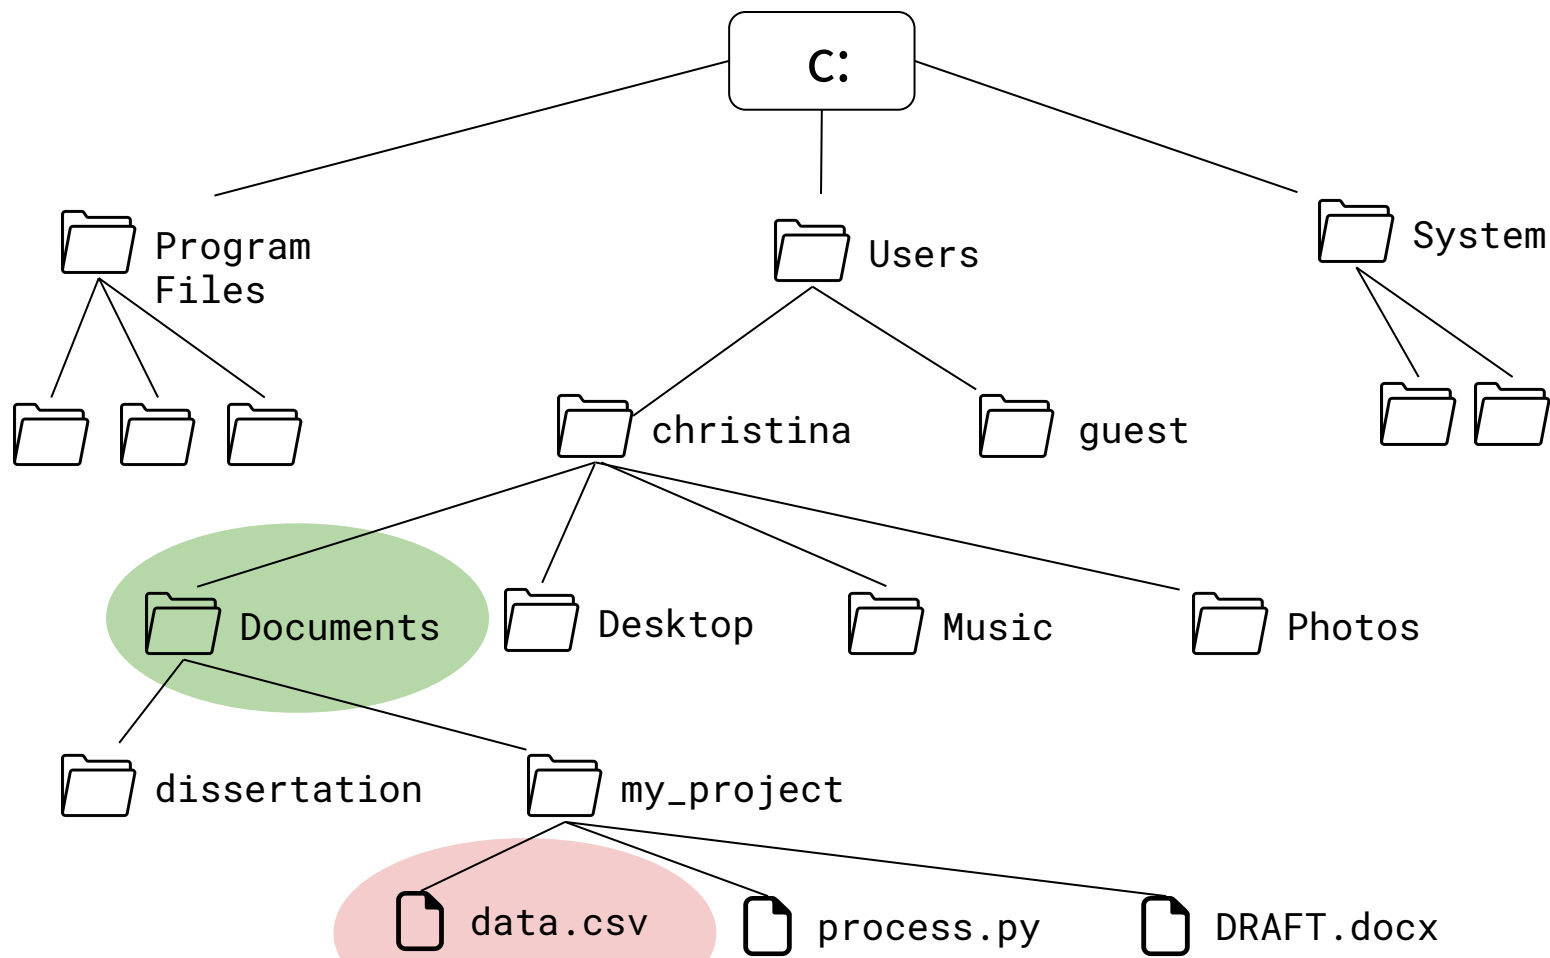 C:
Program
Files
Users
System
christina
guest
Documents
Desktop
Music
Photos
dissertation
my_project
data.csv
process.py
DRAFT.docx